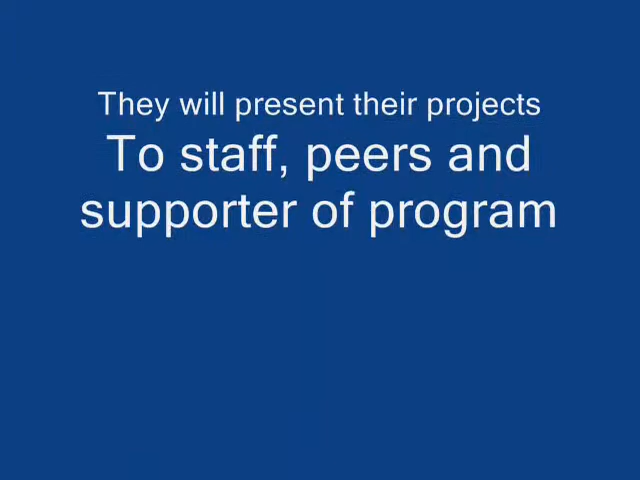 They will present their projects
To staff, peers and
supporter of program